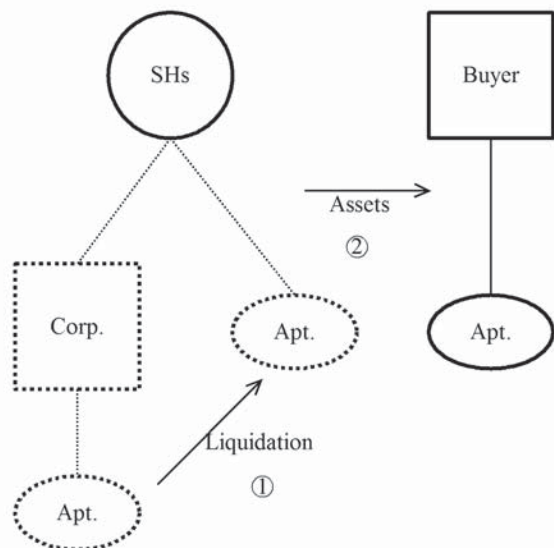 SHs
Buyer
Assets
②
Corp.
Apt.
Apt.
Liquidation
①
Apt.